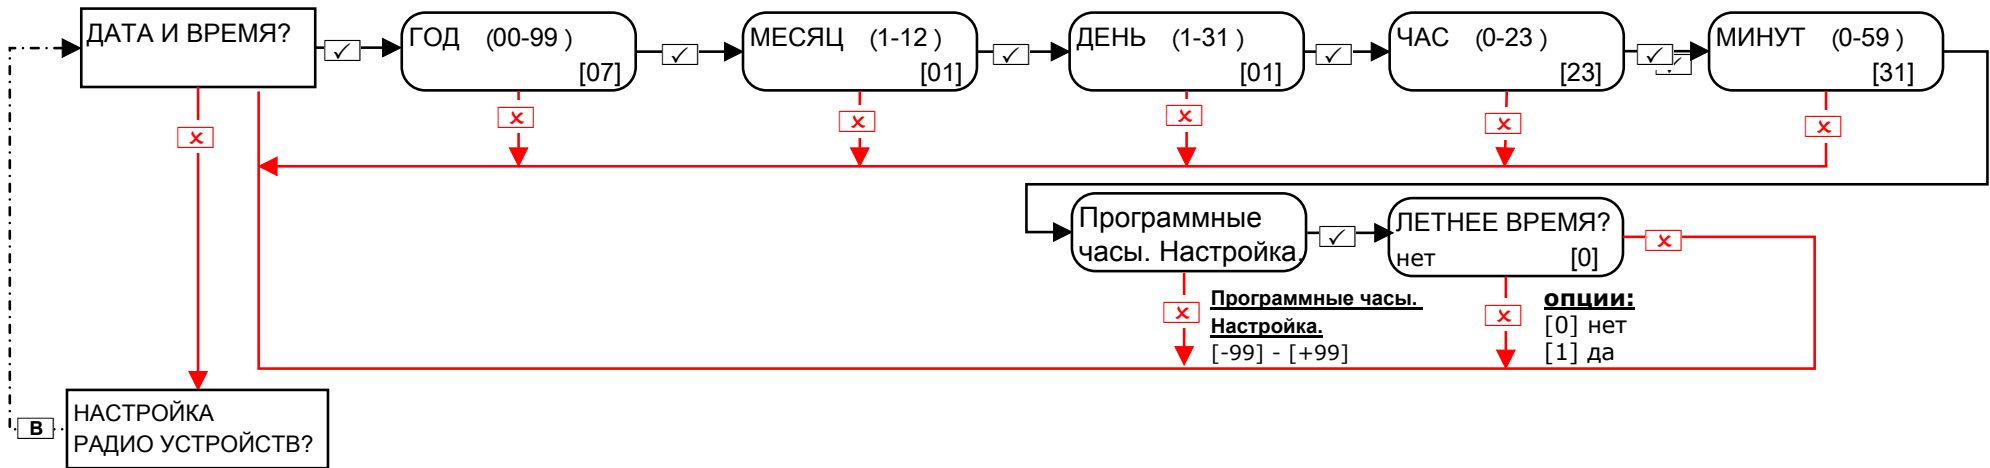 ДАТА И ВРЕМЯ?
ГОД (00-99 )
[07]
МЕСЯЦ (1-12 )
[01]
ДЕНЬ (1-31 )
[01]
ЧАС (0-23 )
[23]
МИНУТ (0-59 )
[31]
Программные
часы. Настройка.
ЛЕТНЕЕ ВРЕМЯ?
нет [0]
Программные часы.
Настройка.
[-99] - [+99]
опции:
[0] нет
[1] да
НАСТРОЙКА
РАДИО УСТРОЙСТВ?
B